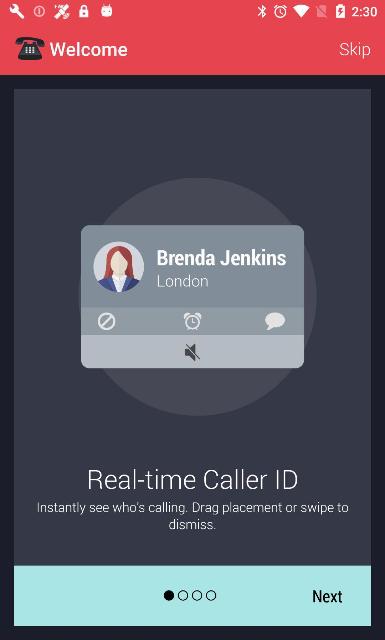 2:30
Welcome
Skip
Brenda Jenkins
London
Real-time Caller ID
Instantly see who's calling. Drag placement or swipe to
dismiss.
Next